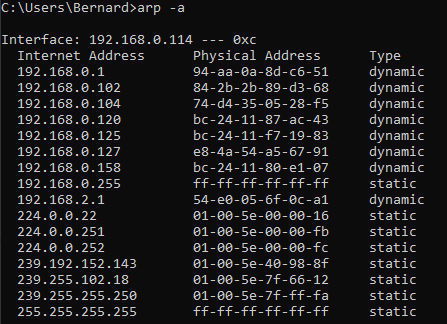 C:\Users\Bernard>arp -a
Interface: 192.168.0.114 --- 0xc
Internet Address Physical Address Type
192.168.0.1 94-aa-0a-8d-c6-51 dynamic
192.168.0.102 84-2b-2b-89-d3-68 dynamic
192.168.0.104 74-d4-35-05-28-f5 dynamic
192.168.0.120 bc-24-11-87-ac-43 dynamic
192.168.0.125 bc-24-11-f7-19-83 dynamic
192.168.0.127 e8-4a-54-a5-67-91 dynamic
192.168.0.158 bc-24-11-80-e1-07 dynamic
192.168.0.255 ff-ff-ff-ff-ff-ff static
192.168.2.1 54-e0-05-6f-0c-a1 dynamic
224.0.0.22 01-00-5e-00-00-16 static
224.0.0.251 01-00-5e-00-00-fb static
224.0.0.252 01-00-5e-00-00-fc static
239.192.152.143 01-00-5e-40-98-8f static
239.255.102.18 01-00-5e-7f-66-12 static
239.255.255.250 01-00-5e-7f-ff-fa static
255.255.255.255 ff-ff-ff-ff-ff-ff static